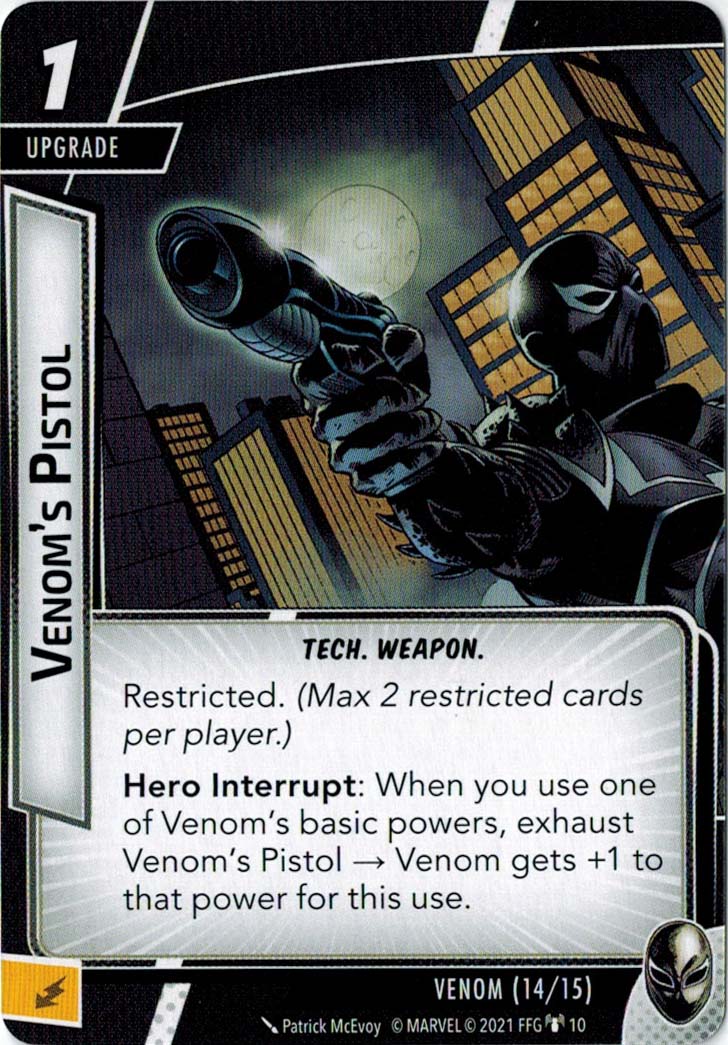 1
UPGRADE
VENOM'S PISTOL
TECH. WEAPON.
Restricted. (Max 2 restricted cards
per player.)
Hero Interrupt: When you use one
of Venom's basic powers, exhaust
Venom's Pistol → Venom gets +1 to
that power for this use.
VENOM (14/15)
Patrick McEvoy © MARVEL © 2021 FFG 10